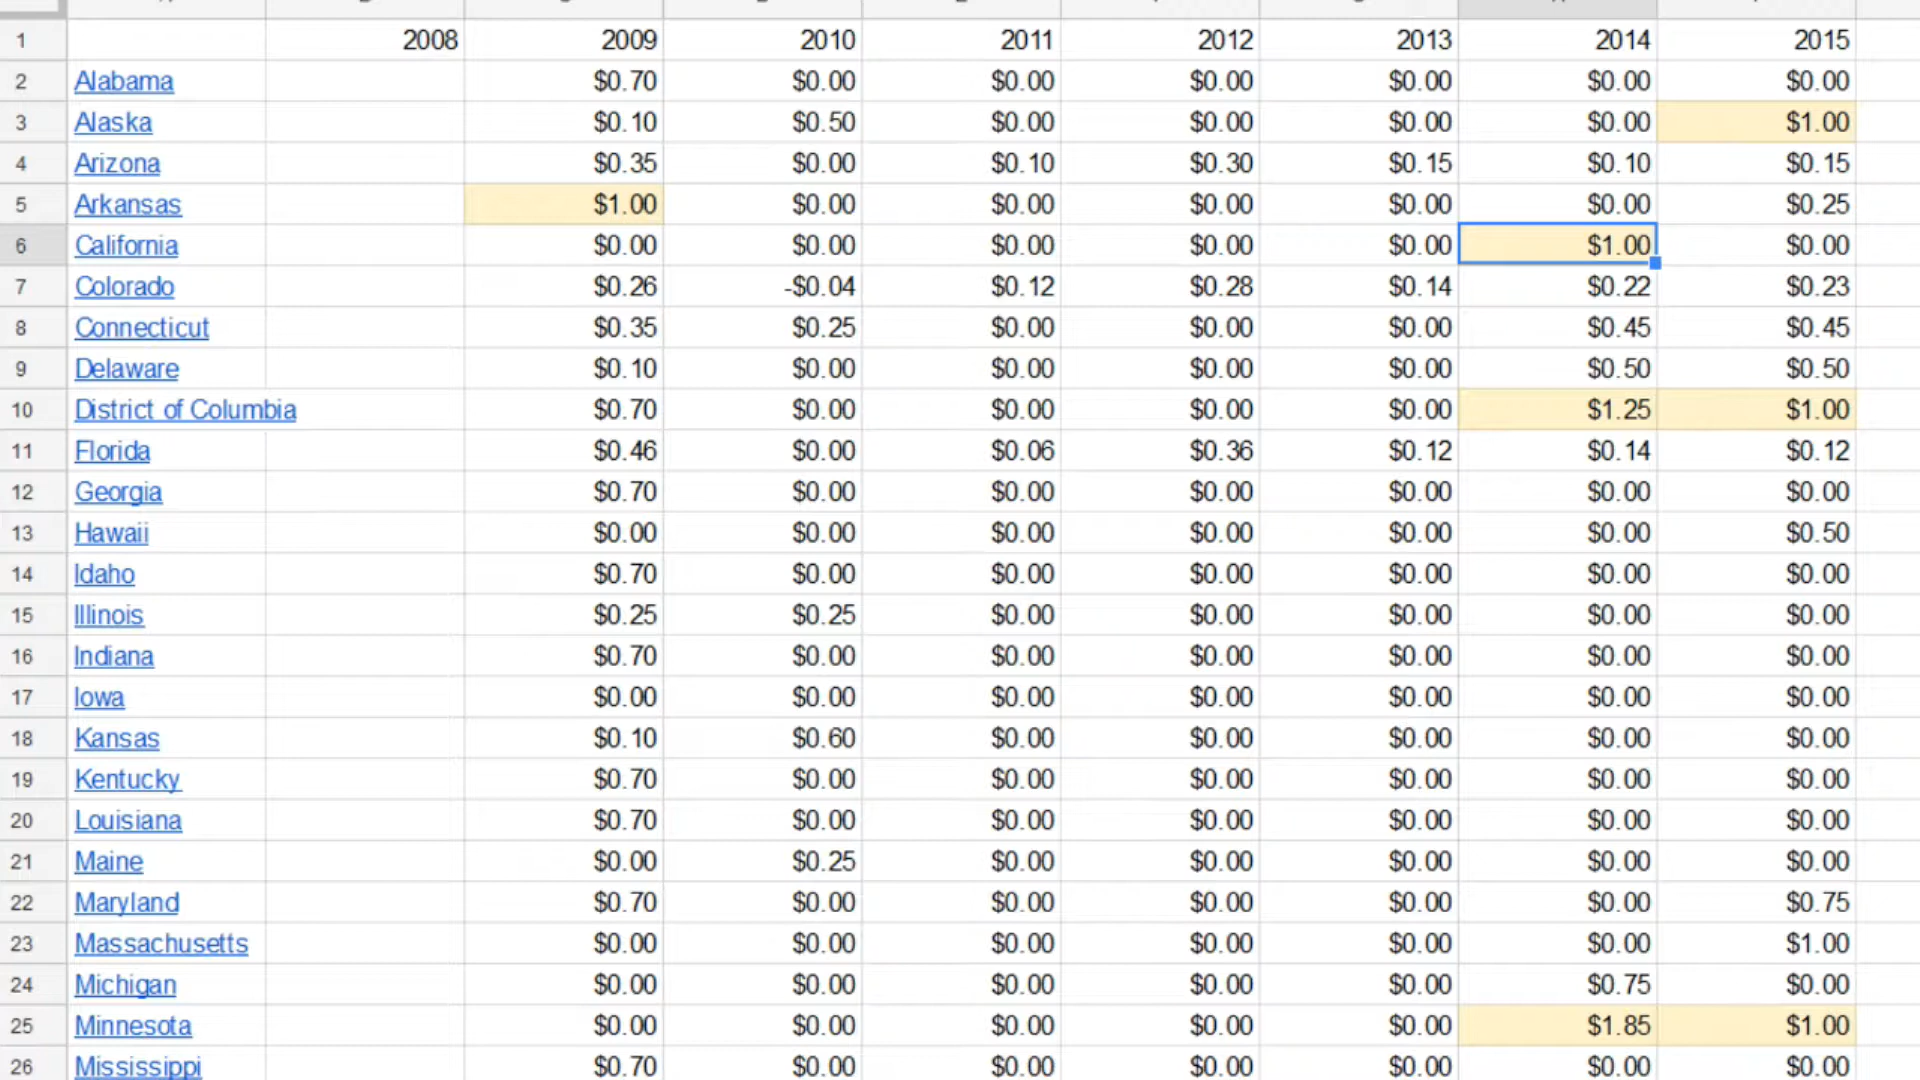 1 2008 2009 2010 2011 2012 2013 2014 2015
2 Alabama $0.70 $0.00 $0.00 $0.00 $0.00 $0.00 $0.00
3 Alaska $0.10 $0.50 $0.00 $0.00 $0.00 $0.00 $1.00
4 Arizona $0.35 $0.00 $0.10 $0.30 $0.15 $0.10 $0.15
5 Arkansas $1.00 $0.00 $0.00 $0.00 $0.00 $0.00 $0.25
6 California $0.00 $0.00 $0.00 $0.00 $0.00 $1.00 $0.00
7 Colorado $0.26 -$0.04 $0.12 $0.28 $0.14 $0.22 $0.23
8 Connecticut $0.35 $0.25 $0.00 $0.00 $0.00 $0.45 $0.45
9 Delaware $0.10 $0.00 $0.00 $0.00 $0.00 $0.50 $0.50
10 District of Columbia $0.70 $0.00 $0.00 $0.00 $0.00 $1.25 $1.00
11 Florida $0.46 $0.00 $0.06 $0.36 $0.12 $0.14 $0.12
12 Georgia $0.70 $0.00 $0.00 $0.00 $0.00 $0.00 $0.00
13 Hawaii $0.00 $0.00 $0.00 $0.00 $0.00 $0.00 $0.50
14 Idaho $0.70 $0.00 $0.00 $0.00 $0.00 $0.00 $0.00
15 Illinois $0.25 $0.25 $0.00 $0.00 $0.00 $0.00 $0.00
16 Indiana $0.70 $0.00 $0.00 $0.00 $0.00 $0.00 $0.00
17 Iowa $0.00 $0.00 $0.00 $0.00 $0.00 $0.00 $0.00
18 Kansas $0.10 $0.60 $0.00 $0.00 $0.00 $0.00 $0.00
19 Kentucky $0.70 $0.00 $0.00 $0.00 $0.00 $0.00 $0.00
20 Louisiana $0.70 $0.00 $0.00 $0.00 $0.00 $0.00 $0.00
21 Maine $0.00 $0.25 $0.00 $0.00 $0.00 $0.00 $0.00
22 Maryland $0.70 $0.00 $0.00 $0.00 $0.00 $0.00 $0.75
23 Massachusetts $0.00 $0.00 $0.00 $0.00 $0.00 $0.00 $1.00
24 Michigan $0.00 $0.00 $0.00 $0.00 $0.00 $0.75 $0.00
25 Minnesota $0.00 $0.00 $0.00 $0.00 $0.00 $1.85 $1.00
26 Mississippi $0.70 $0.00 $0.00 $0.00 $0.00 $0.00 $0.00